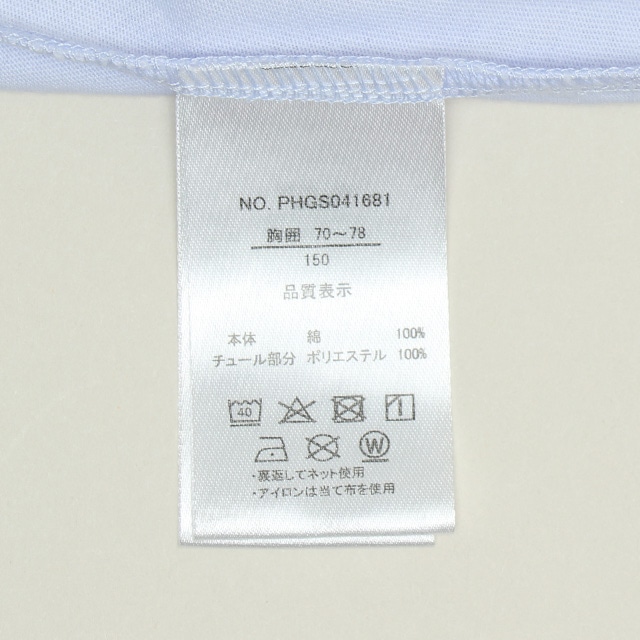 NO. PHGS041681
胸囲 70～78
150
品質表示
本体 綿 100%
チュール部分 ポリエステル 100%
40
W
・裏返してネット使用
・アイロンは当て布を使用